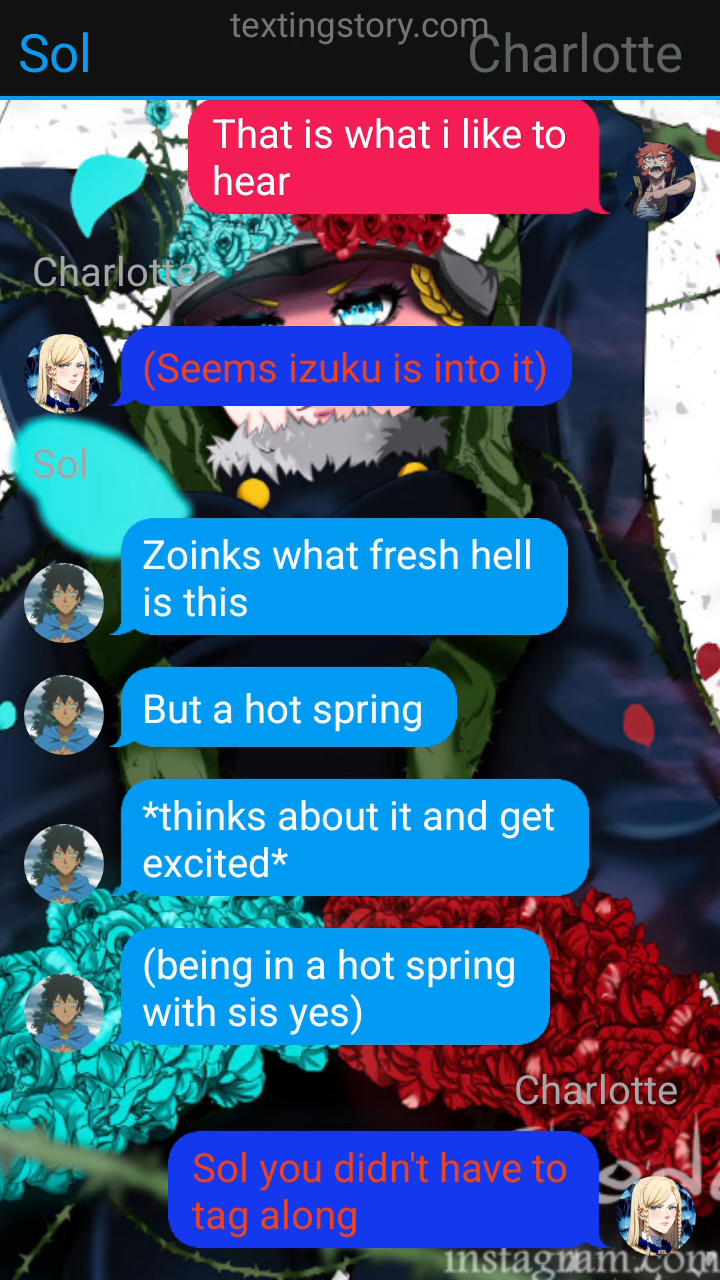 textingstory.com
Sol
Charlotte
That is what i like to
hear
Charlotte
(Seems izuku is into it)
Sol
Zoinks what fresh hell
is this
But a hot spring
*thinks about it and get
excited*
(being in a hot spring
with sis yes)
Charlotte
Sol you didn't have to
tag along
instagram.com